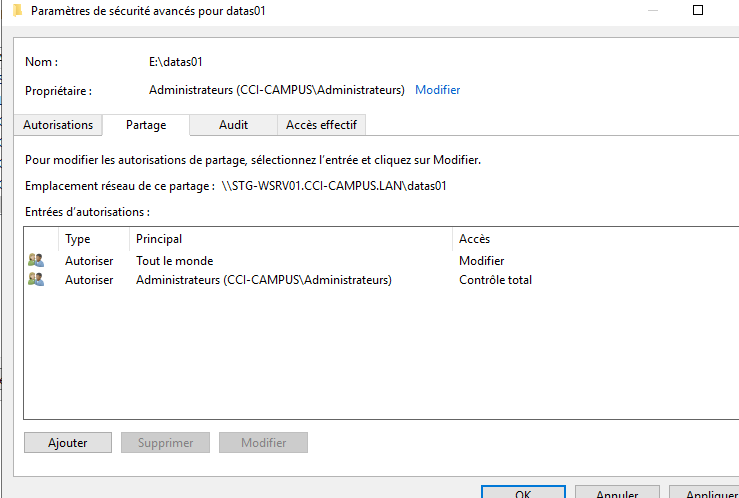 Paramètres de sécurité avancés pour datas01
Nom :
E:\datas01
Propriétaire :
Administrateurs (CCI-CAMPUS\Administrateurs) Modifier
Autorisations Partage Audit Accès effectif
Pour modifier les autorisations de partage, sélectionnez l'entrée et cliquez sur Modifier.
Emplacement réseau de ce partage : \\STG-WSRV01.CCI-CAMPUS.LAN\datas01
Entrées d'autorisations :
Type Principal Accès
Autoriser Tout le monde Modifier
Autoriser Administrateurs (CCI-CAMPUS\Administrateurs) Contrôle total
Ajouter Supprimer Modifier
OK Annuler Appliquer